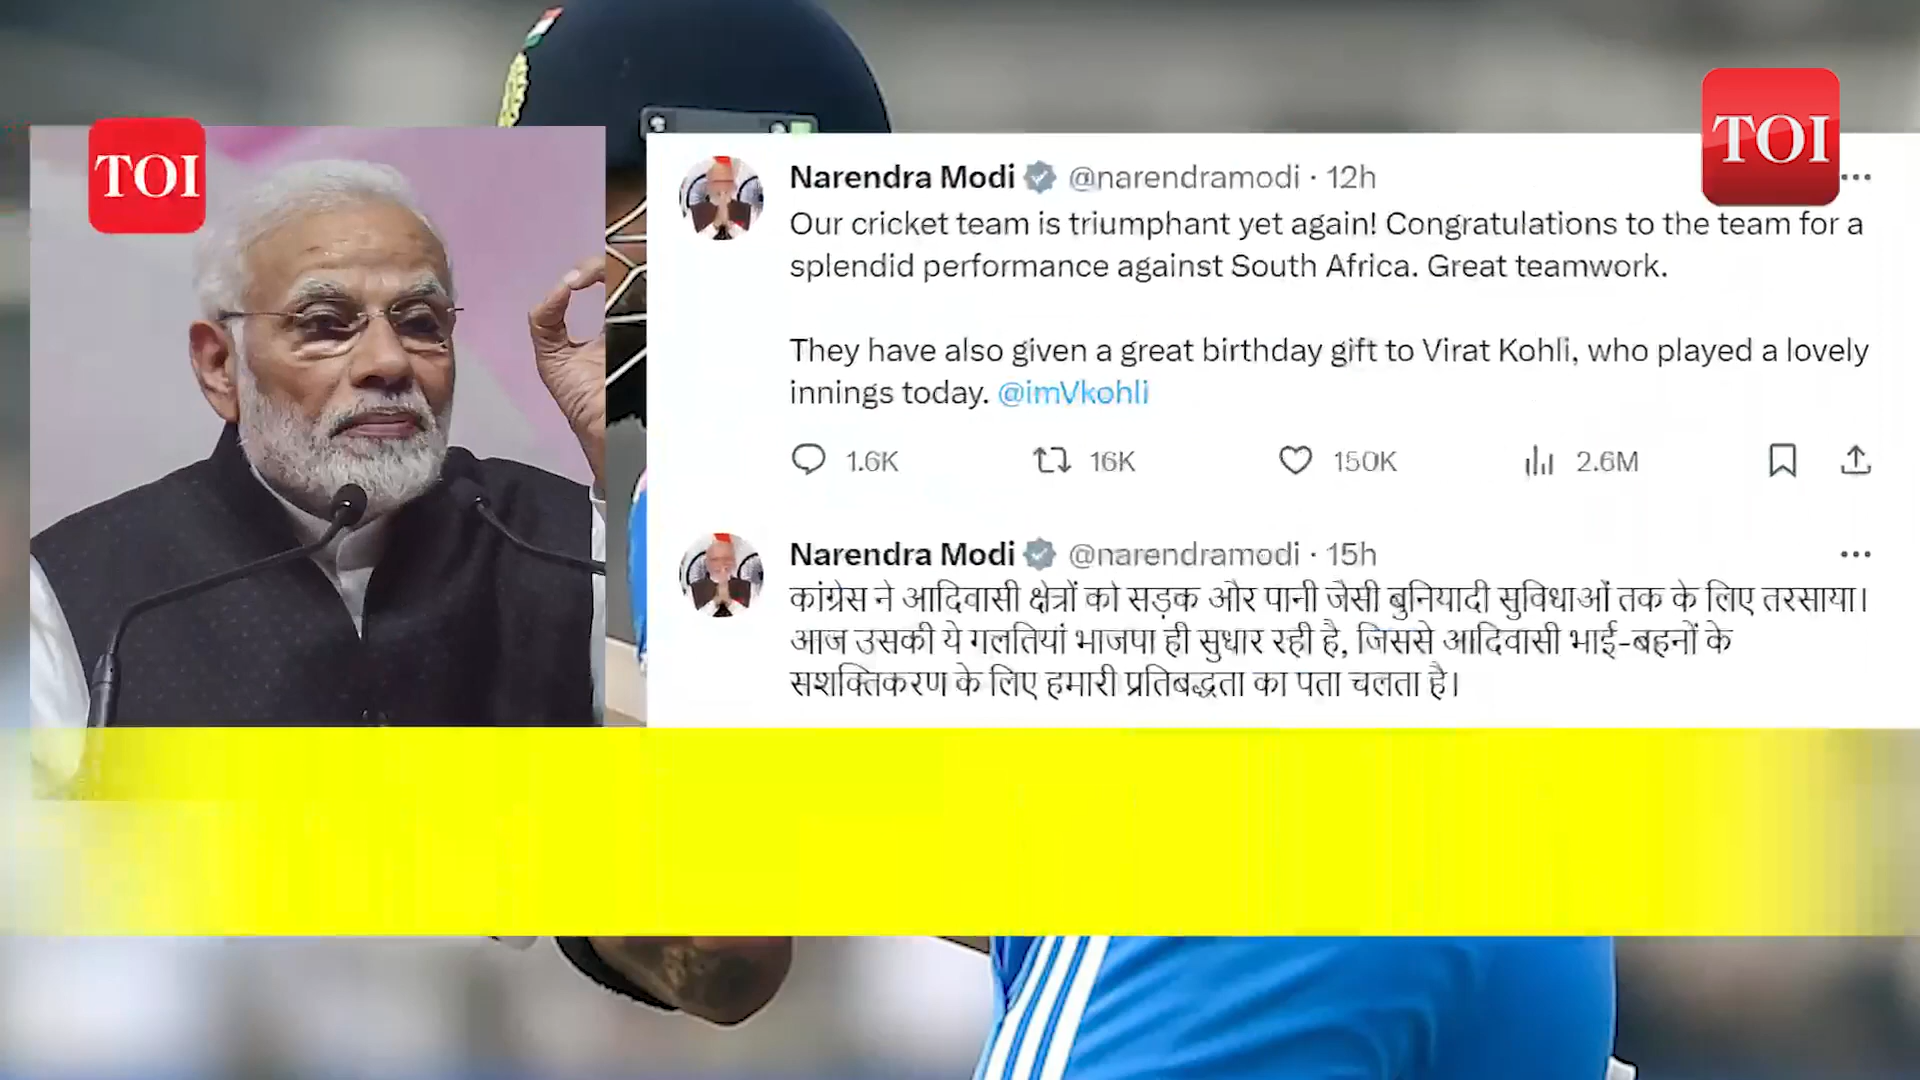 TOI
TOI
Narendra Modi @narendramodi · 12h
Our cricket team is triumphant yet again! Congratulations to the team for a
splendid performance against South Africa. Great teamwork.
They have also given a great birthday gift to Virat Kohli, who played a lovely
innings today. @imVkohli
1.6K 16K 150K 2.6M
Narendra Modi @narendramodi · 15h
कांग्रेस ने आदिवासी क्षेत्रों को सड़क और पानी जैसी बुनियादी सुविधाओं तक के लिए तरसाया।
आज उसकी ये गलतियां भाजपा ही सुधार रही है, जिससे आदिवासी भाई-बहनों के
सशक्तिकरण के लिए हमारी प्रतिबद्धता का पता चलता है।